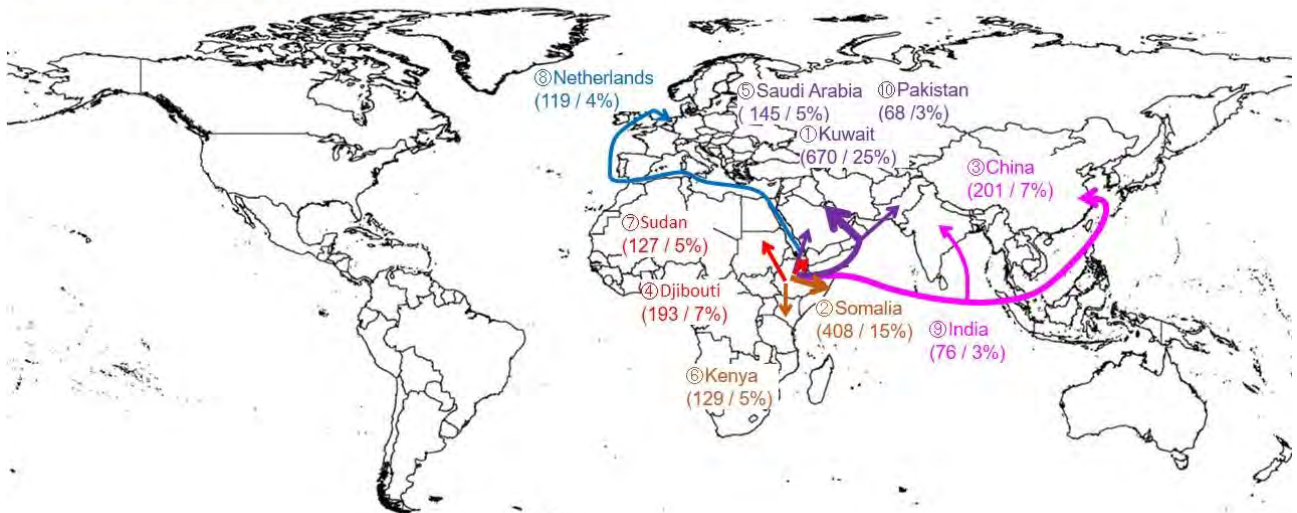 ⑧Netherlands
(119 / 4%)
⑤Saudi Arabia
( 145 / 5%)
⑩Pakistan
(68 /3%)
①Kuwait
(670 / 25%)
③China
(201 / 7%)
⑦Sudan
(127 / 5%)
④Djibouti
(193 / 7%)
②Somalia
(408 / 15%)
⑨India
(76 / 3%)
⑥Kenya
(129 / 5%)